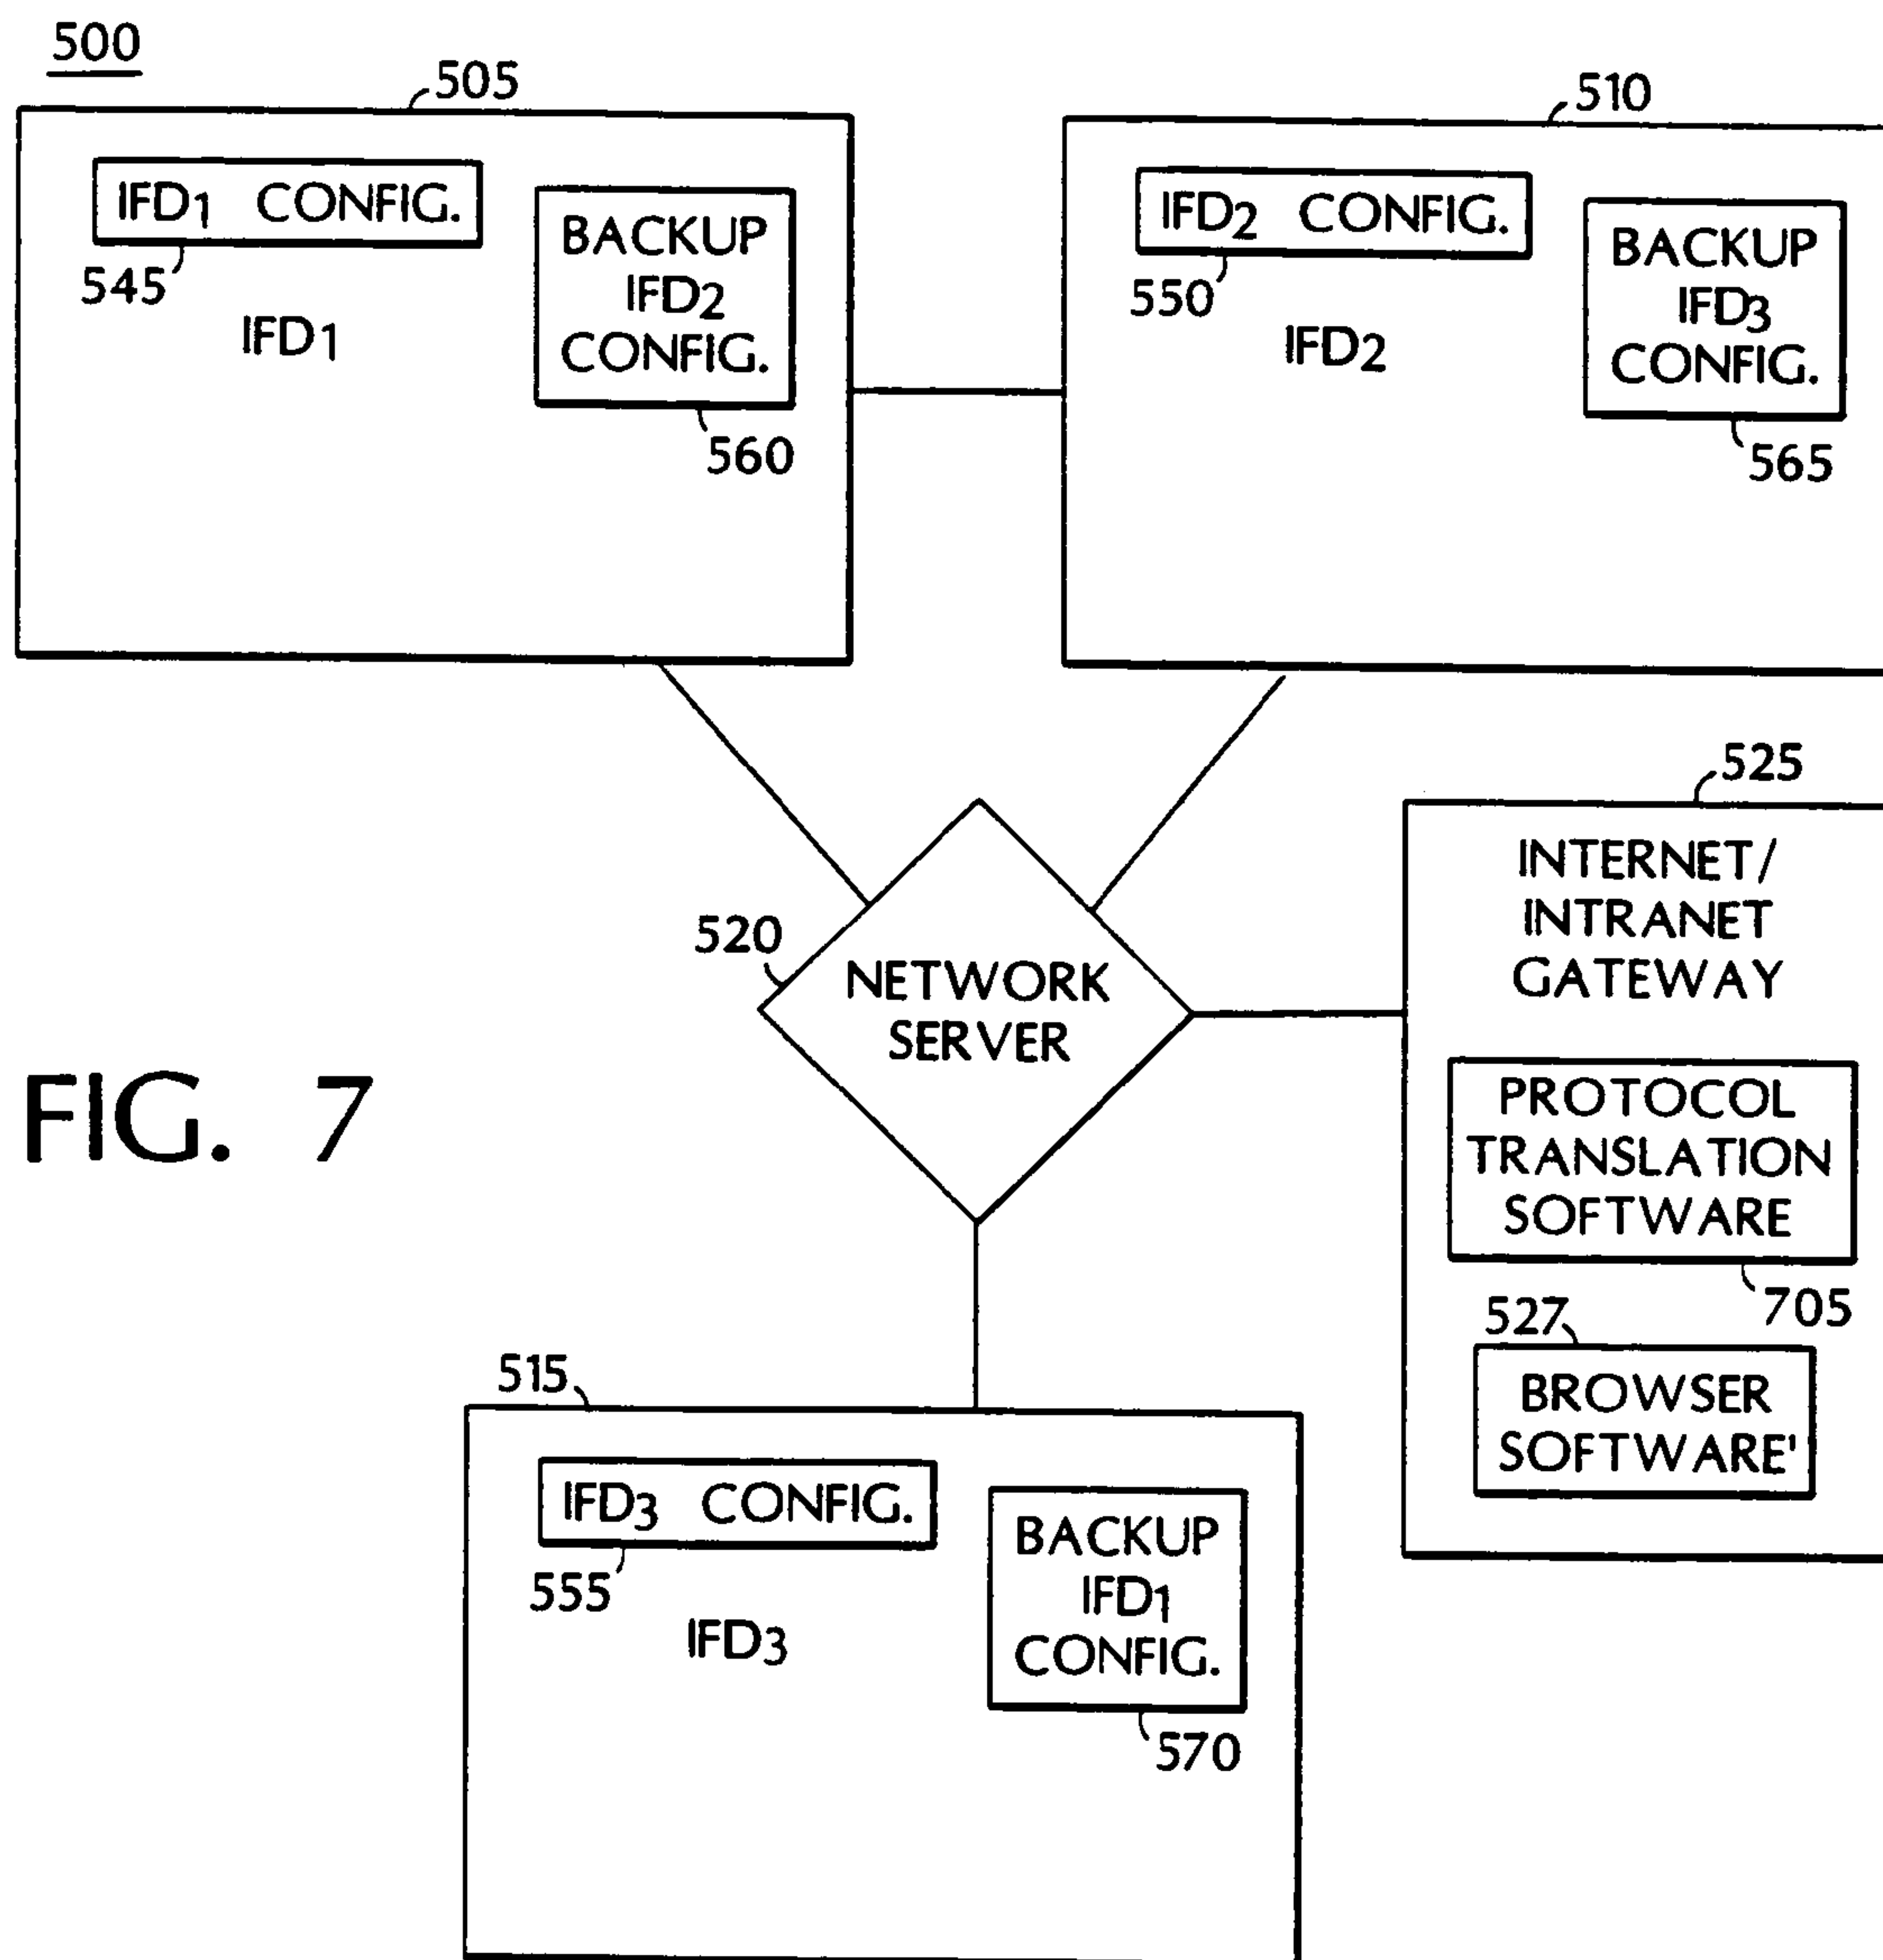 500
505
IFD1 CONFIG.
545
IFD1
BACKUP
IFD2
CONFIG.
560
510
IFD2 CONFIG.
550
IFD2
BACKUP
IFD3
CONFIG.
565
520
NETWORK
SERVER
525
INTERNET/
INTRANET
GATEWAY
PROTOCOL
TRANSLATION
SOFTWARE
705
527
BROWSER
SOFTWARE'
FIG. 7
515
IFD3 CONFIG.
555
IFD3
BACKUP
IFD1
CONFIG.
570